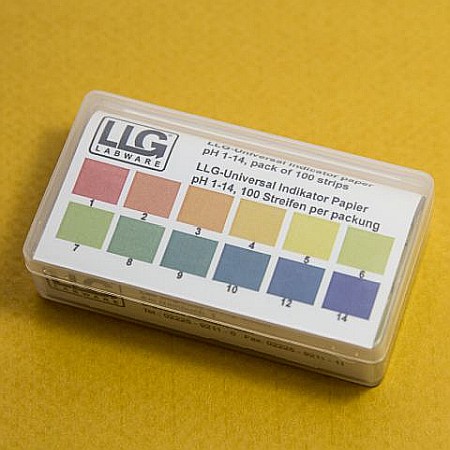 LLG
LABWARE
LLG-Universal Indicator paper
pH 1-14, pack of 100 strips
LLG-Universal Indikator Papier
pH 1-14, 100 Streifen per packung
1 2 3 4 5 6
7 8 9 10 12 14